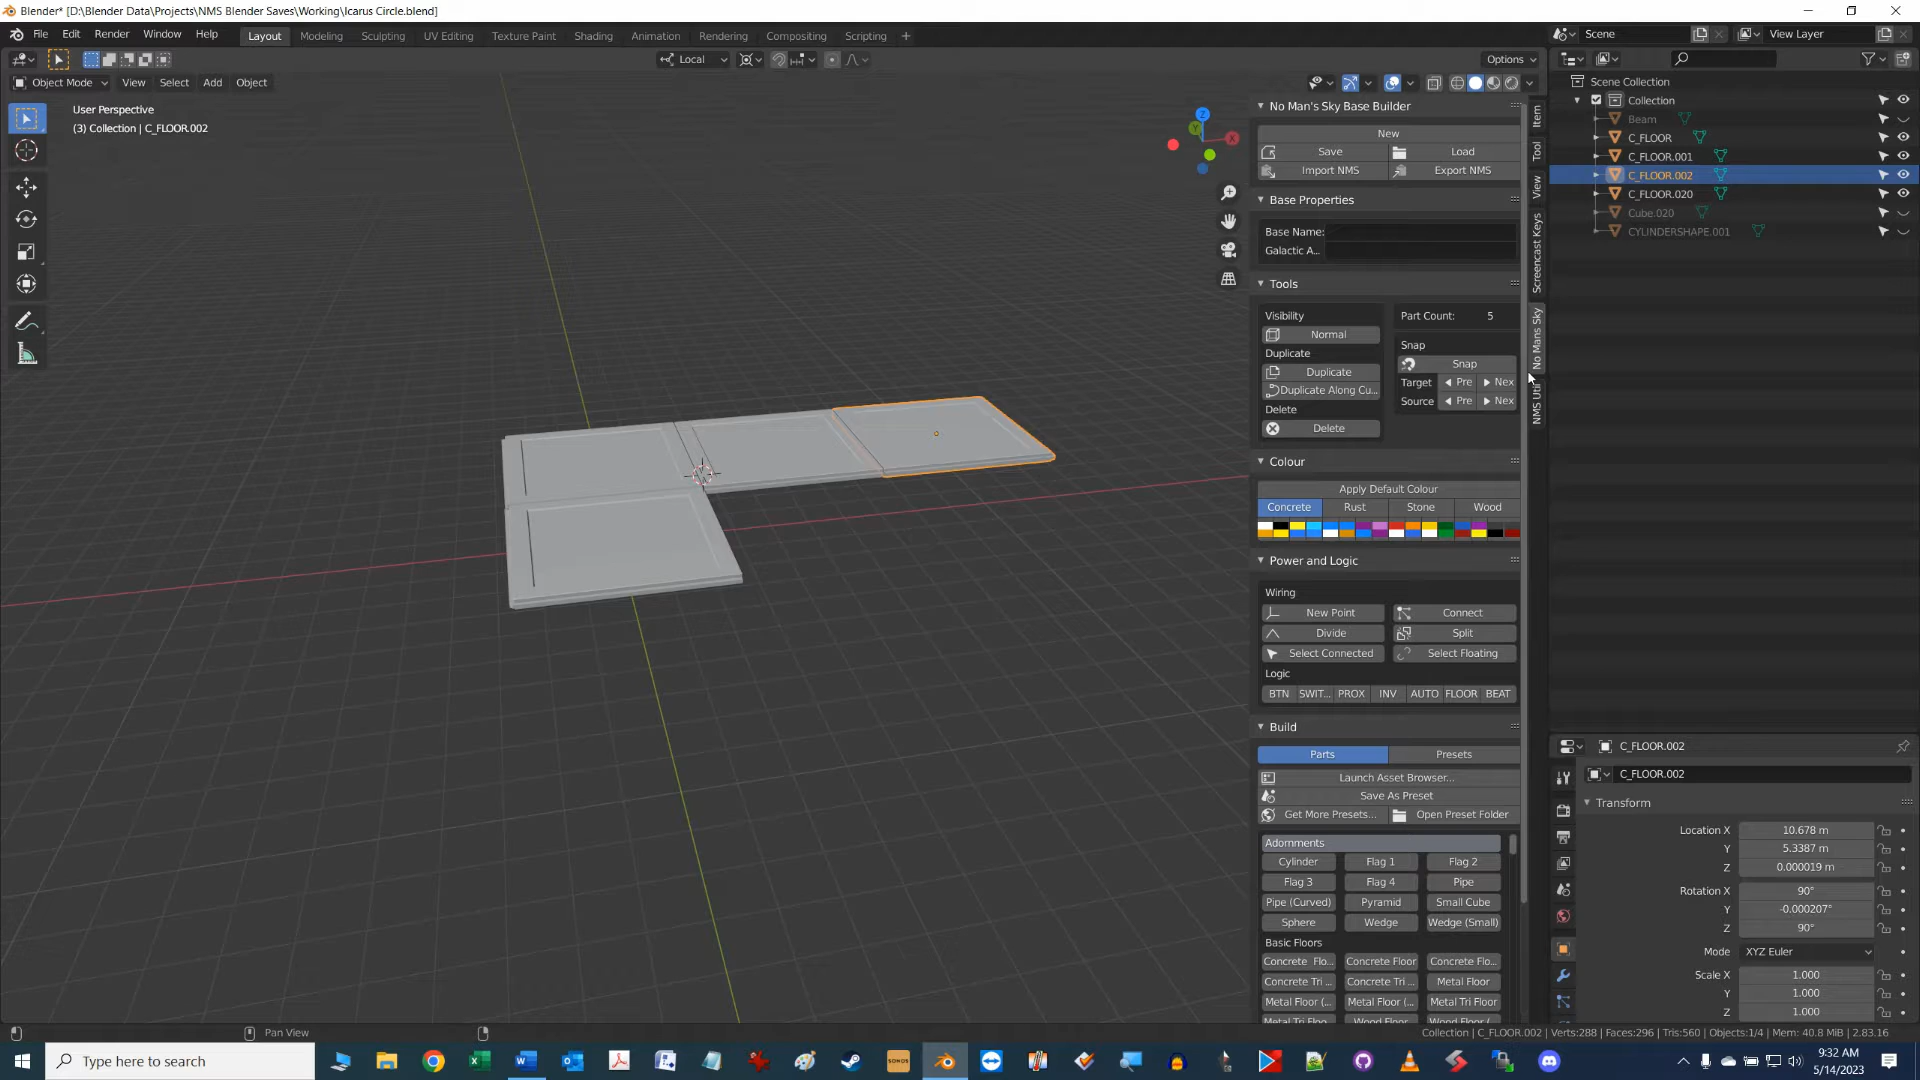 Blender* [D:\Blender Data\Projects\NMS Blender Saves\Working\Icarus Circle.blend]
File Edit Render Window Help Layout Modeling Sculpting UV Editing Texture Paint Shading Animation Rendering Compositing Scripting + Scene View Layer
Local Options
Object Mode View Select Add Object
User Perspective
(3) Collection | C_FLOOR.002
Z
Y
X
No Man's Sky Base Builder
New
Save Load
Import NMS Export NMS
Base Properties
Base Name:
Galactic A...
Tools
Visibility Part Count: 5
Normal
Snap
Duplicate
Snap
Duplicate Target Pre Nex
Duplicate Along Cu... Source Pre Nex
Delete
Delete
Colour
Apply Default Colour
Concrete Rust Stone Wood
Power and Logic
Wiring
New Point Connect
Divide Split
Select Connected Select Floating
Logic
BTN SWIT... PROX INV AUTO FLOOR BEAT
Build
Parts Presets
Launch Asset Browser...
Save As Preset
Get More Presets... Open Preset Folder
Adornments
Cylinder Flag 1 Flag 2
Flag 3 Flag 4 Pipe
Pipe (Curved) Pyramid Small Cube
Sphere Wedge Wedge (Small)
Basic Floors
Concrete Flo... Concrete Floor Concrete Flo...
Concrete Tri ... Concrete Tri ... Metal Floor
Metal Floor (... Metal Floor (... Metal Tri Floor
Metal Tri Floo... Wood Floor Wood Floor (...
Item
Tool
View
Screencast Keys
No Mans Sky
NMS Util
Scene Collection
Collection
Beam
C_FLOOR
C_FLOOR.001
C_FLOOR.002
C_FLOOR.020
Cube.020
CYLINDERSHAPE.001
C_FLOOR.002
C_FLOOR.002
Transform
Location X 10.678 m
Y 5.3387 m
Z 0.000019 m
Rotation X 90°
Y -0.000207°
Z 90°
Mode XYZ Euler
Scale X 1.000
Y 1.000
Z 1.000
Pan View
Collection | C_FLOOR.002 | Verts:288 | Faces:296 | Tris:560 | Objects:1/4 | Mem: 40.8 MiB | 2.83.16
Type here to search
SONOS
9:32 AM
5/14/2023